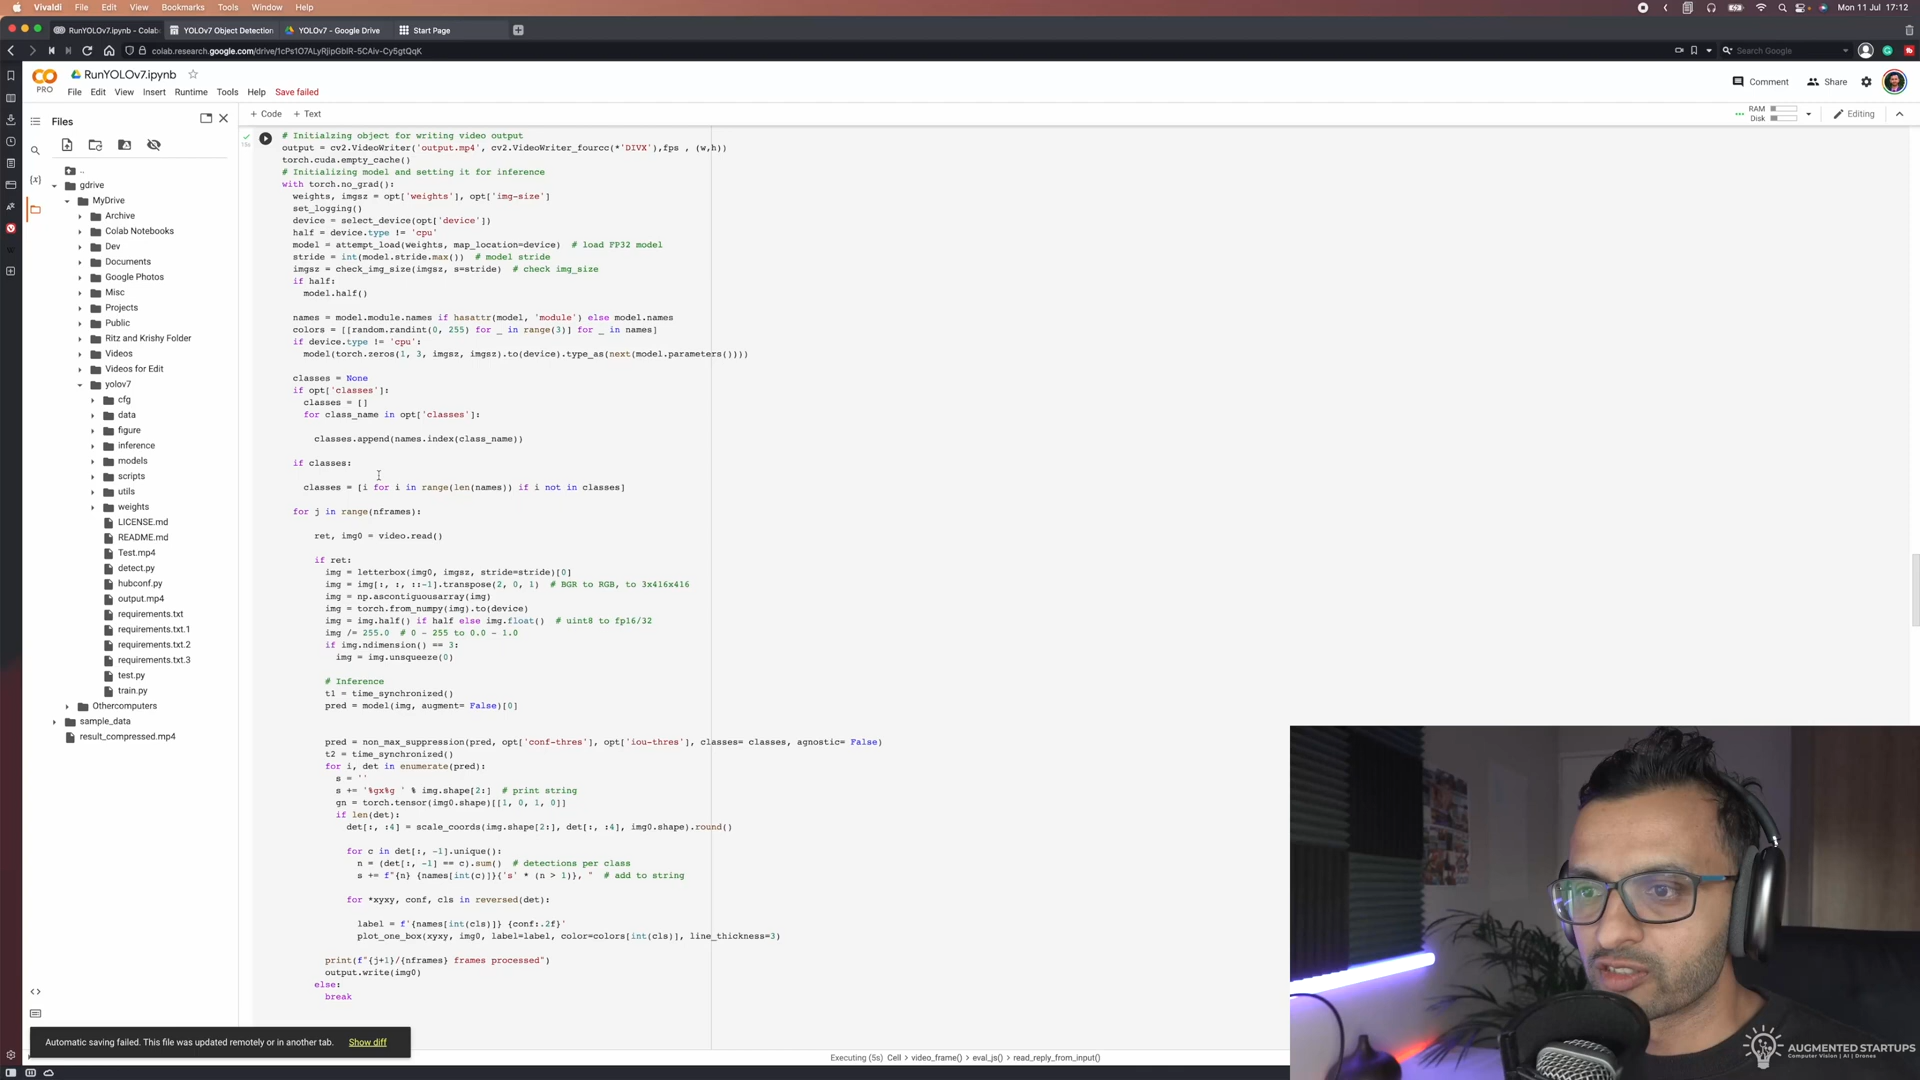 Vivaldi File Edit View Bookmarks Tools Window Help Mon 11 Jul 17:12
RunYOLOv7.ipynb - Colab YOLOv7 Object Detection YOLOv7 - Google Drive Start Page
colab.research.google.com/drive/1cPs1O7ALyRjipGblR-5CAiv-Cy5gtQqK Search Google
CO PRO
RunYOLOv7.ipynb
File Edit View Insert Runtime Tools Help Save failed
Comment Share
Files
+ Code + Text
RAM
Disk
Editing
15s
..
gdrive
MyDrive
Archive
Colab Notebooks
Dev
Documents
Google Photos
Misc
Projects
Public
Ritz and Krishy Folder
Videos
Videos for Edit
yolov7
cfg
data
figure
inference
models
scripts
utils
weights
LICENSE.md
README.md
Test.mp4
detect.py
hubconf.py
output.mp4
requirements.txt
requirements.txt.1
requirements.txt.2
requirements.txt.3
test.py
train.py
Othercomputers
sample_data
result_compressed.mp4
# Initialzing object for writing video output
output = cv2.VideoWriter('output.mp4', cv2.VideoWriter_fourcc(*'DIVX'),fps , (w,h))
torch.cuda.empty_cache()
# Initializing model and setting it for inference
with torch.no_grad():
weights, imgsz = opt['weights'], opt['img-size']
set_logging()
device = select_device(opt['device'])
half = device.type != 'cpu'
model = attempt_load(weights, map_location=device) # load FP32 model
stride = int(model.stride.max()) # model stride
imgsz = check_img_size(imgsz, s=stride) # check img_size
if half:
model.half()
names = model.module.names if hasattr(model, 'module') else model.names
colors = [[random.randint(0, 255) for _ in range(3)] for _ in names]
if device.type != 'cpu':
model(torch.zeros(1, 3, imgsz, imgsz).to(device).type_as(next(model.parameters())))
classes = None
if opt['classes']:
classes = []
for class_name in opt['classes']:
classes.append(names.index(class_name))
if classes:
classes = [i for i in range(len(names)) if i not in classes]
for j in range(nframes):
ret, img0 = video.read()
if ret:
img = letterbox(img0, imgsz, stride=stride)[0]
img = img[:, :, ::-1].transpose(2, 0, 1) # BGR to RGB, to 3x416x416
img = np.ascontiguousarray(img)
img = torch.from_numpy(img).to(device)
img = img.half() if half else img.float() # uint8 to fp16/32
img /= 255.0 # 0 - 255 to 0.0 - 1.0
if img.ndimension() == 3:
img = img.unsqueeze(0)
# Inference
t1 = time_synchronized()
pred = model(img, augment= False)[0]
pred = non_max_suppression(pred, opt['conf-thres'], opt['iou-thres'], classes= classes, agnostic= False)
t2 = time_synchronized()
for i, det in enumerate(pred):
s = ''
s += '%gx%g ' % img.shape[2:] # print string
gn = torch.tensor(img0.shape)[[1, 0, 1, 0]]
if len(det):
det[:, :4] = scale_coords(img.shape[2:], det[:, :4], img0.shape).round()
for c in det[:, -1].unique():
n = (det[:, -1] == c).sum() # detections per class
s += f"{n} {names[int(c)]}{'s' * (n > 1)}, " # add to string
for *xyxy, conf, cls in reversed(det):
label = f'{names[int(cls)]} {conf:.2f}'
plot_one_box(xyxy, img0, label=label, color=colors[int(cls)], line_thickness=3)
print(f"{j+1}/{nframes} frames processed")
output.write(img0)
else:
break
Automatic saving failed. This file was updated remotely or in another tab. Show diff
Executing (5s) Cell > video_frame() > eval_js() > read_reply_from_input()
AUGMENTED STARTUPS
Computer Vision | AI | Drones